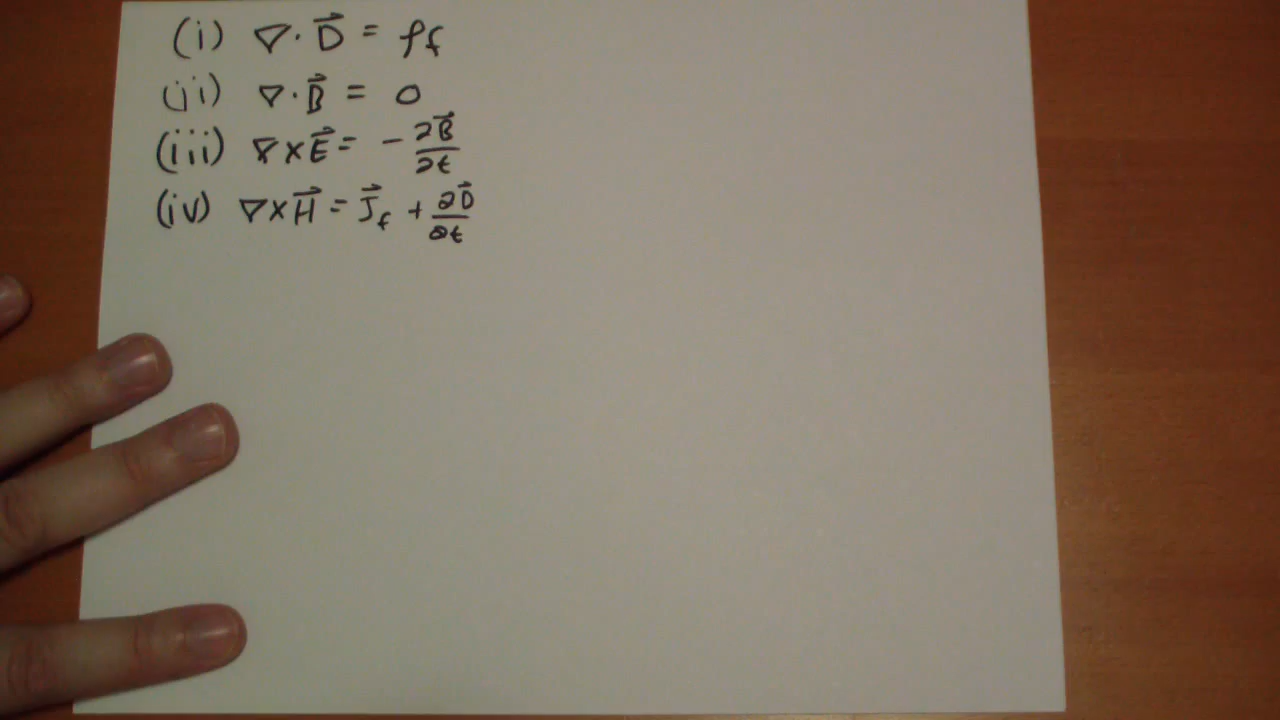 (i) ∇·D⃗ = ρf
(ii) ∇·B⃗ = 0
(iii) ∇×E⃗ = -∂B⃗/∂t
(iv) ∇×H⃗ = J⃗f + ∂D⃗/∂t